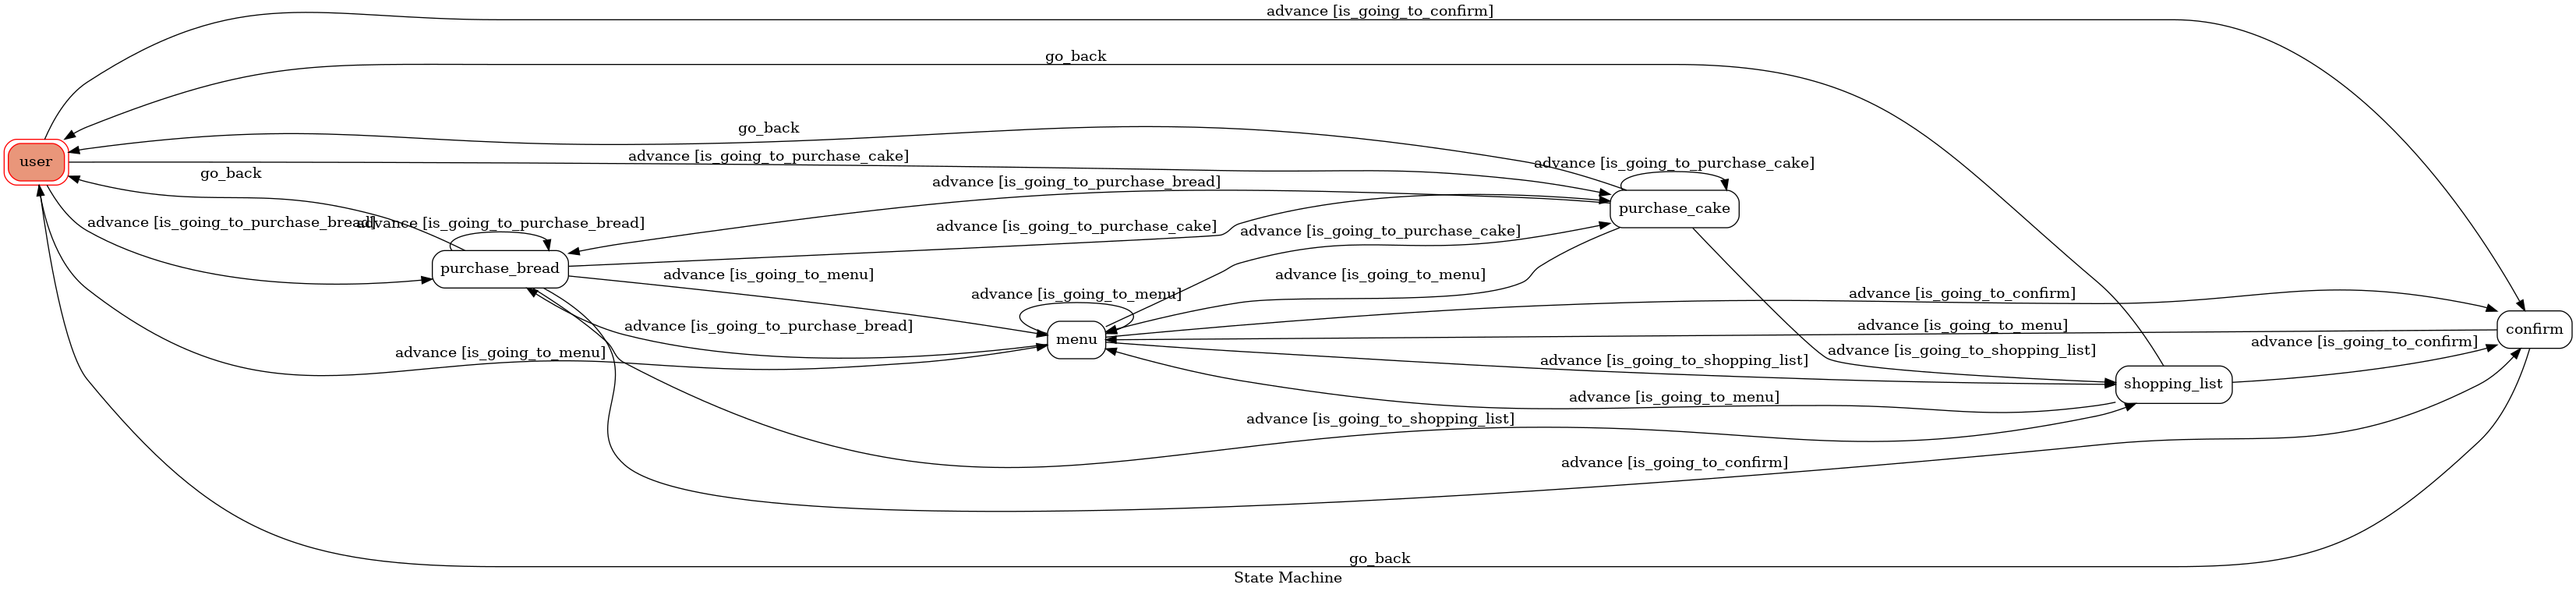 advance [is_going_to_confirm]
go_back
go_back
user
advance [is_going_to_purchase_cake]
advance [is_going_to_purchase_cake]
go_back
advance [is_going_to_purchase_bread]
purchase_cake
advance [is_going_to_purchase_bread]
advance [is_going_to_purchase_bread]
advance [is_going_to_purchase_cake]
advance [is_going_to_purchase_cake]
purchase_bread
advance [is_going_to_menu]
advance [is_going_to_menu]
advance [is_going_to_menu]
advance [is_going_to_confirm]
advance [is_going_to_purchase_bread]
advance [is_going_to_menu]
confirm
menu
advance [is_going_to_confirm]
advance [is_going_to_menu]
advance [is_going_to_shopping_list]
advance [is_going_to_shopping_list]
shopping_list
advance [is_going_to_menu]
advance [is_going_to_shopping_list]
advance [is_going_to_confirm]
go_back
State Machine